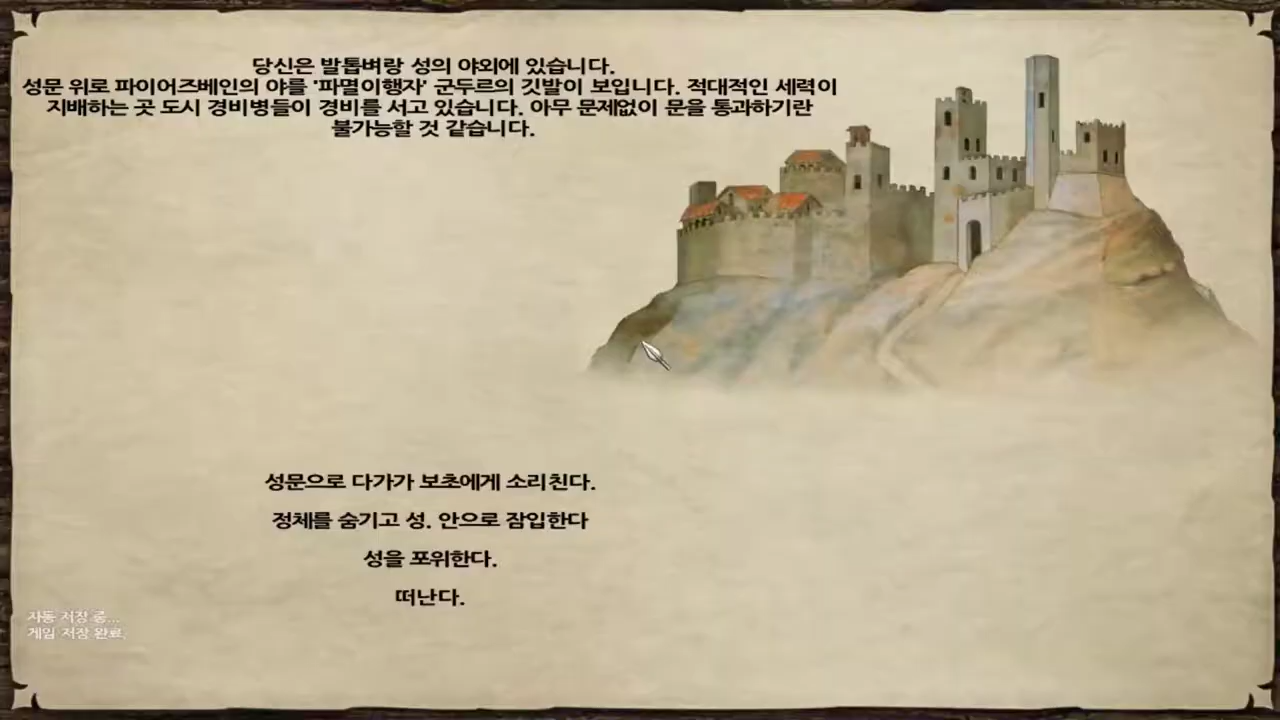 당신은 발톱벼랑 성의 야외에 있습니다.
성문 위로 파이어즈베인의 야를 '파멸이행자' 군두르의 깃발이 보입니다. 적대적인 세력이
지배하는 곳 도시 경비병들이 경비를 서고 있습니다. 아무 문제없이 문을 통과하기란
불가능할 것 같습니다.
성문으로 다가가 보초에게 소리친다.
정체를 숨기고 성. 안으로 잠입한다
성을 포위한다.
떠난다.
자동 저장 중...
게임 저장 완료